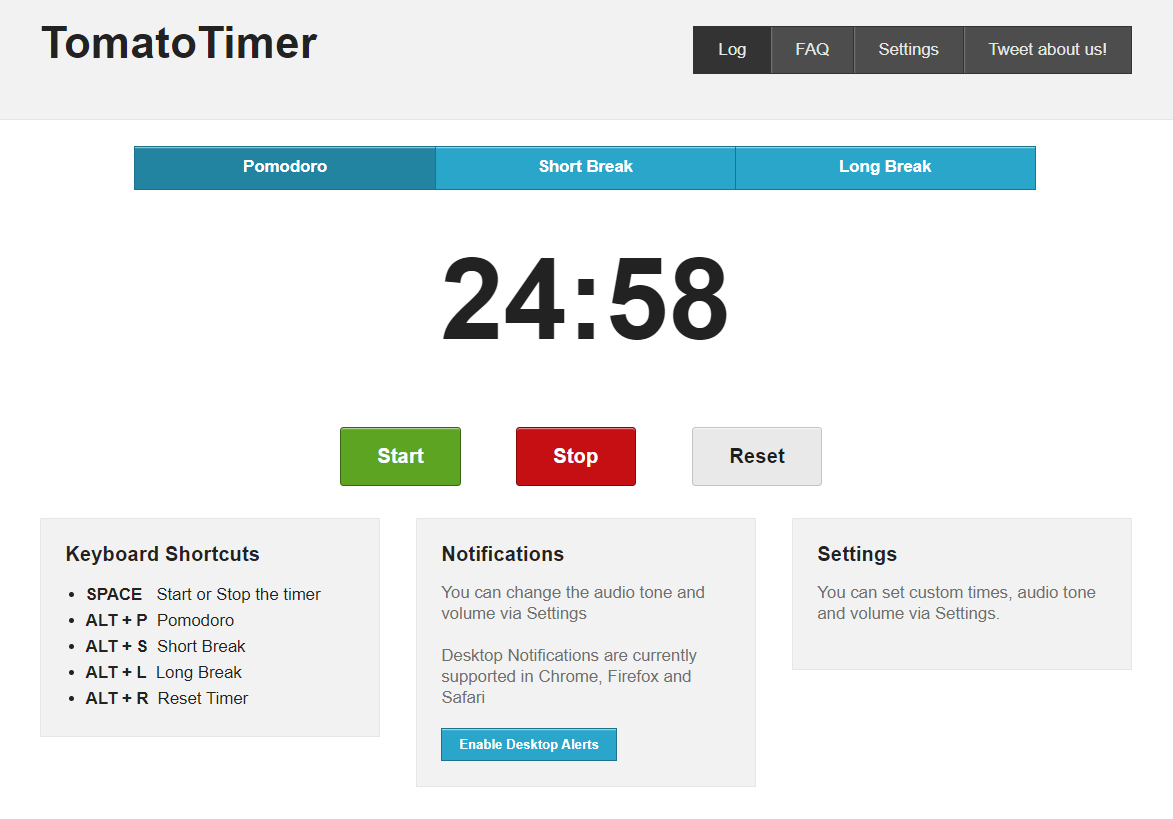 TomatoTimer
Log FAQ Settings Tweet about us!
Pomodoro Short Break Long Break
24:58
Start Stop Reset
Keyboard Shortcuts
SPACE Start or Stop the timer
ALT + P Pomodoro
ALT + S Short Break
ALT + L Long Break
ALT + R Reset Timer
Notifications
You can change the audio tone and
volume via Settings
Desktop Notifications are currently
supported in Chrome, Firefox and
Safari
Enable Desktop Alerts
Settings
You can set custom times, audio tone
and volume via Settings.